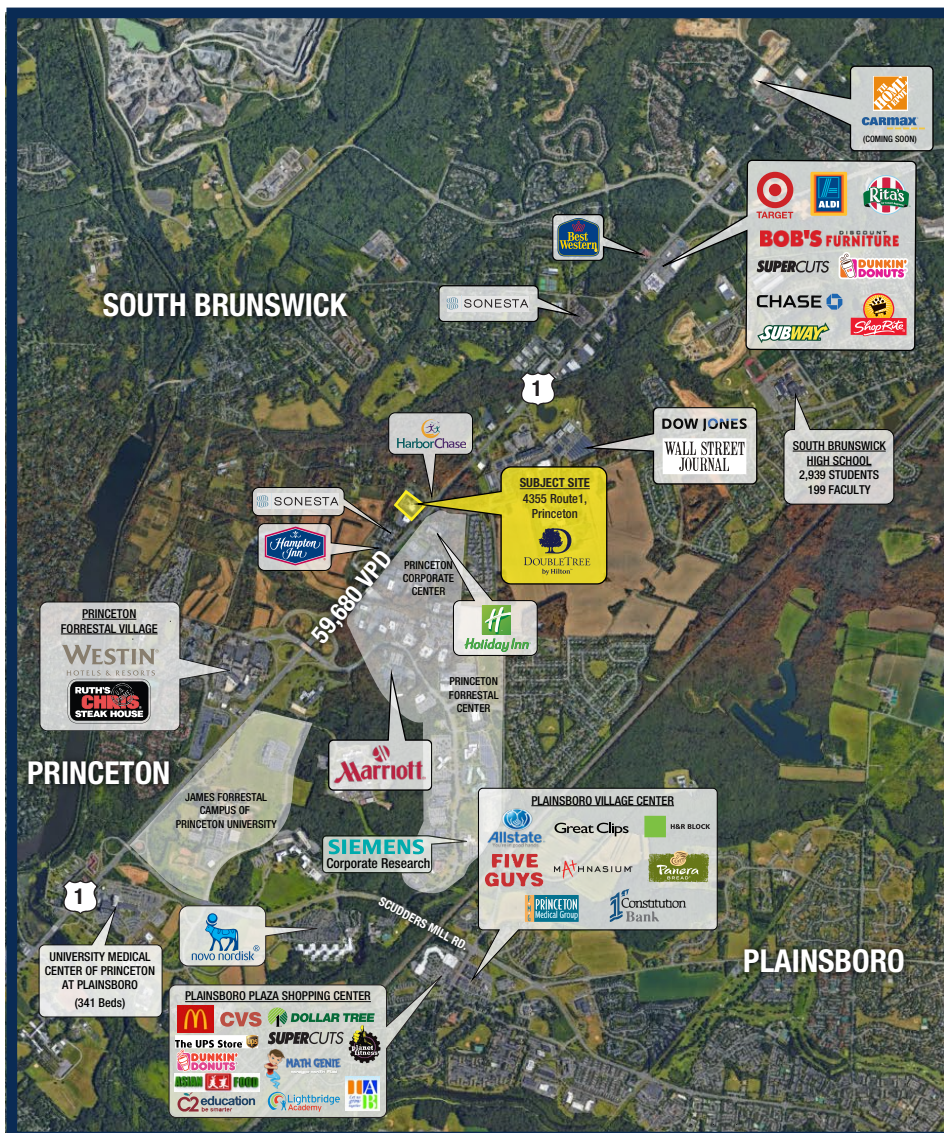 THE
HOME
DEPOT
CARMAX
(COMING SOON)
TARGET
ALDI
Rita's
BOB'S DISCOUNT
FURNITURE
SUPERCUTS
DUNKIN'
DONUTS
CHASE
SUBWAY
ShopRite
Best
Western
SONESTA
SOUTH BRUNSWICK
1
HarborChase
DOW JONES
WALL STREET
JOURNAL
SOUTH BRUNSWICK
HIGH SCHOOL
2,939 STUDENTS
199 FACULTY
SUBJECT SITE
4355 Route1,
Princeton
DOUBLETREE
by Hilton™
SONESTA
Hampton
Inn
59,680 VPD
PRINCETON
CORPORATE
CENTER
H
Holiday Inn
PRINCETON
FORRESTAL VILLAGE
WESTIN®
HOTELS & RESORTS
RUTH'S
CHRIS
STEAK HOUSE
PRINCETON
FORRESTAL
CENTER
Marriott
PRINCETON
JAMES FORRESTAL
CAMPUS OF
PRINCETON UNIVERSITY
SIEMENS
Corporate Research
PLAINSBORO VILLAGE CENTER
Allstate
You're in good hands.
Great Clips
H&R BLOCK
FIVE
GUYS
MATHNASIUM
Panera
BREAD®
PRINCETON
Medical Group
1ST Constitution
Bank
1
SCUDDERS MILL RD.
novo nordisk®
UNIVERSITY MEDICAL
CENTER OF PRINCETON
AT PLAINSBORO
(341 Beds)
PLAINSBORO
PLAINSBORO PLAZA SHOPPING CENTER
M
CVS
DOLLAR TREE
The UPS Store
ups
SUPERCUTS
planet
fitness
DUNKIN'
DONUTS
MATH GENIE
ASIAN FOOD
C2 education
be smarter
Lightbridge
Academy